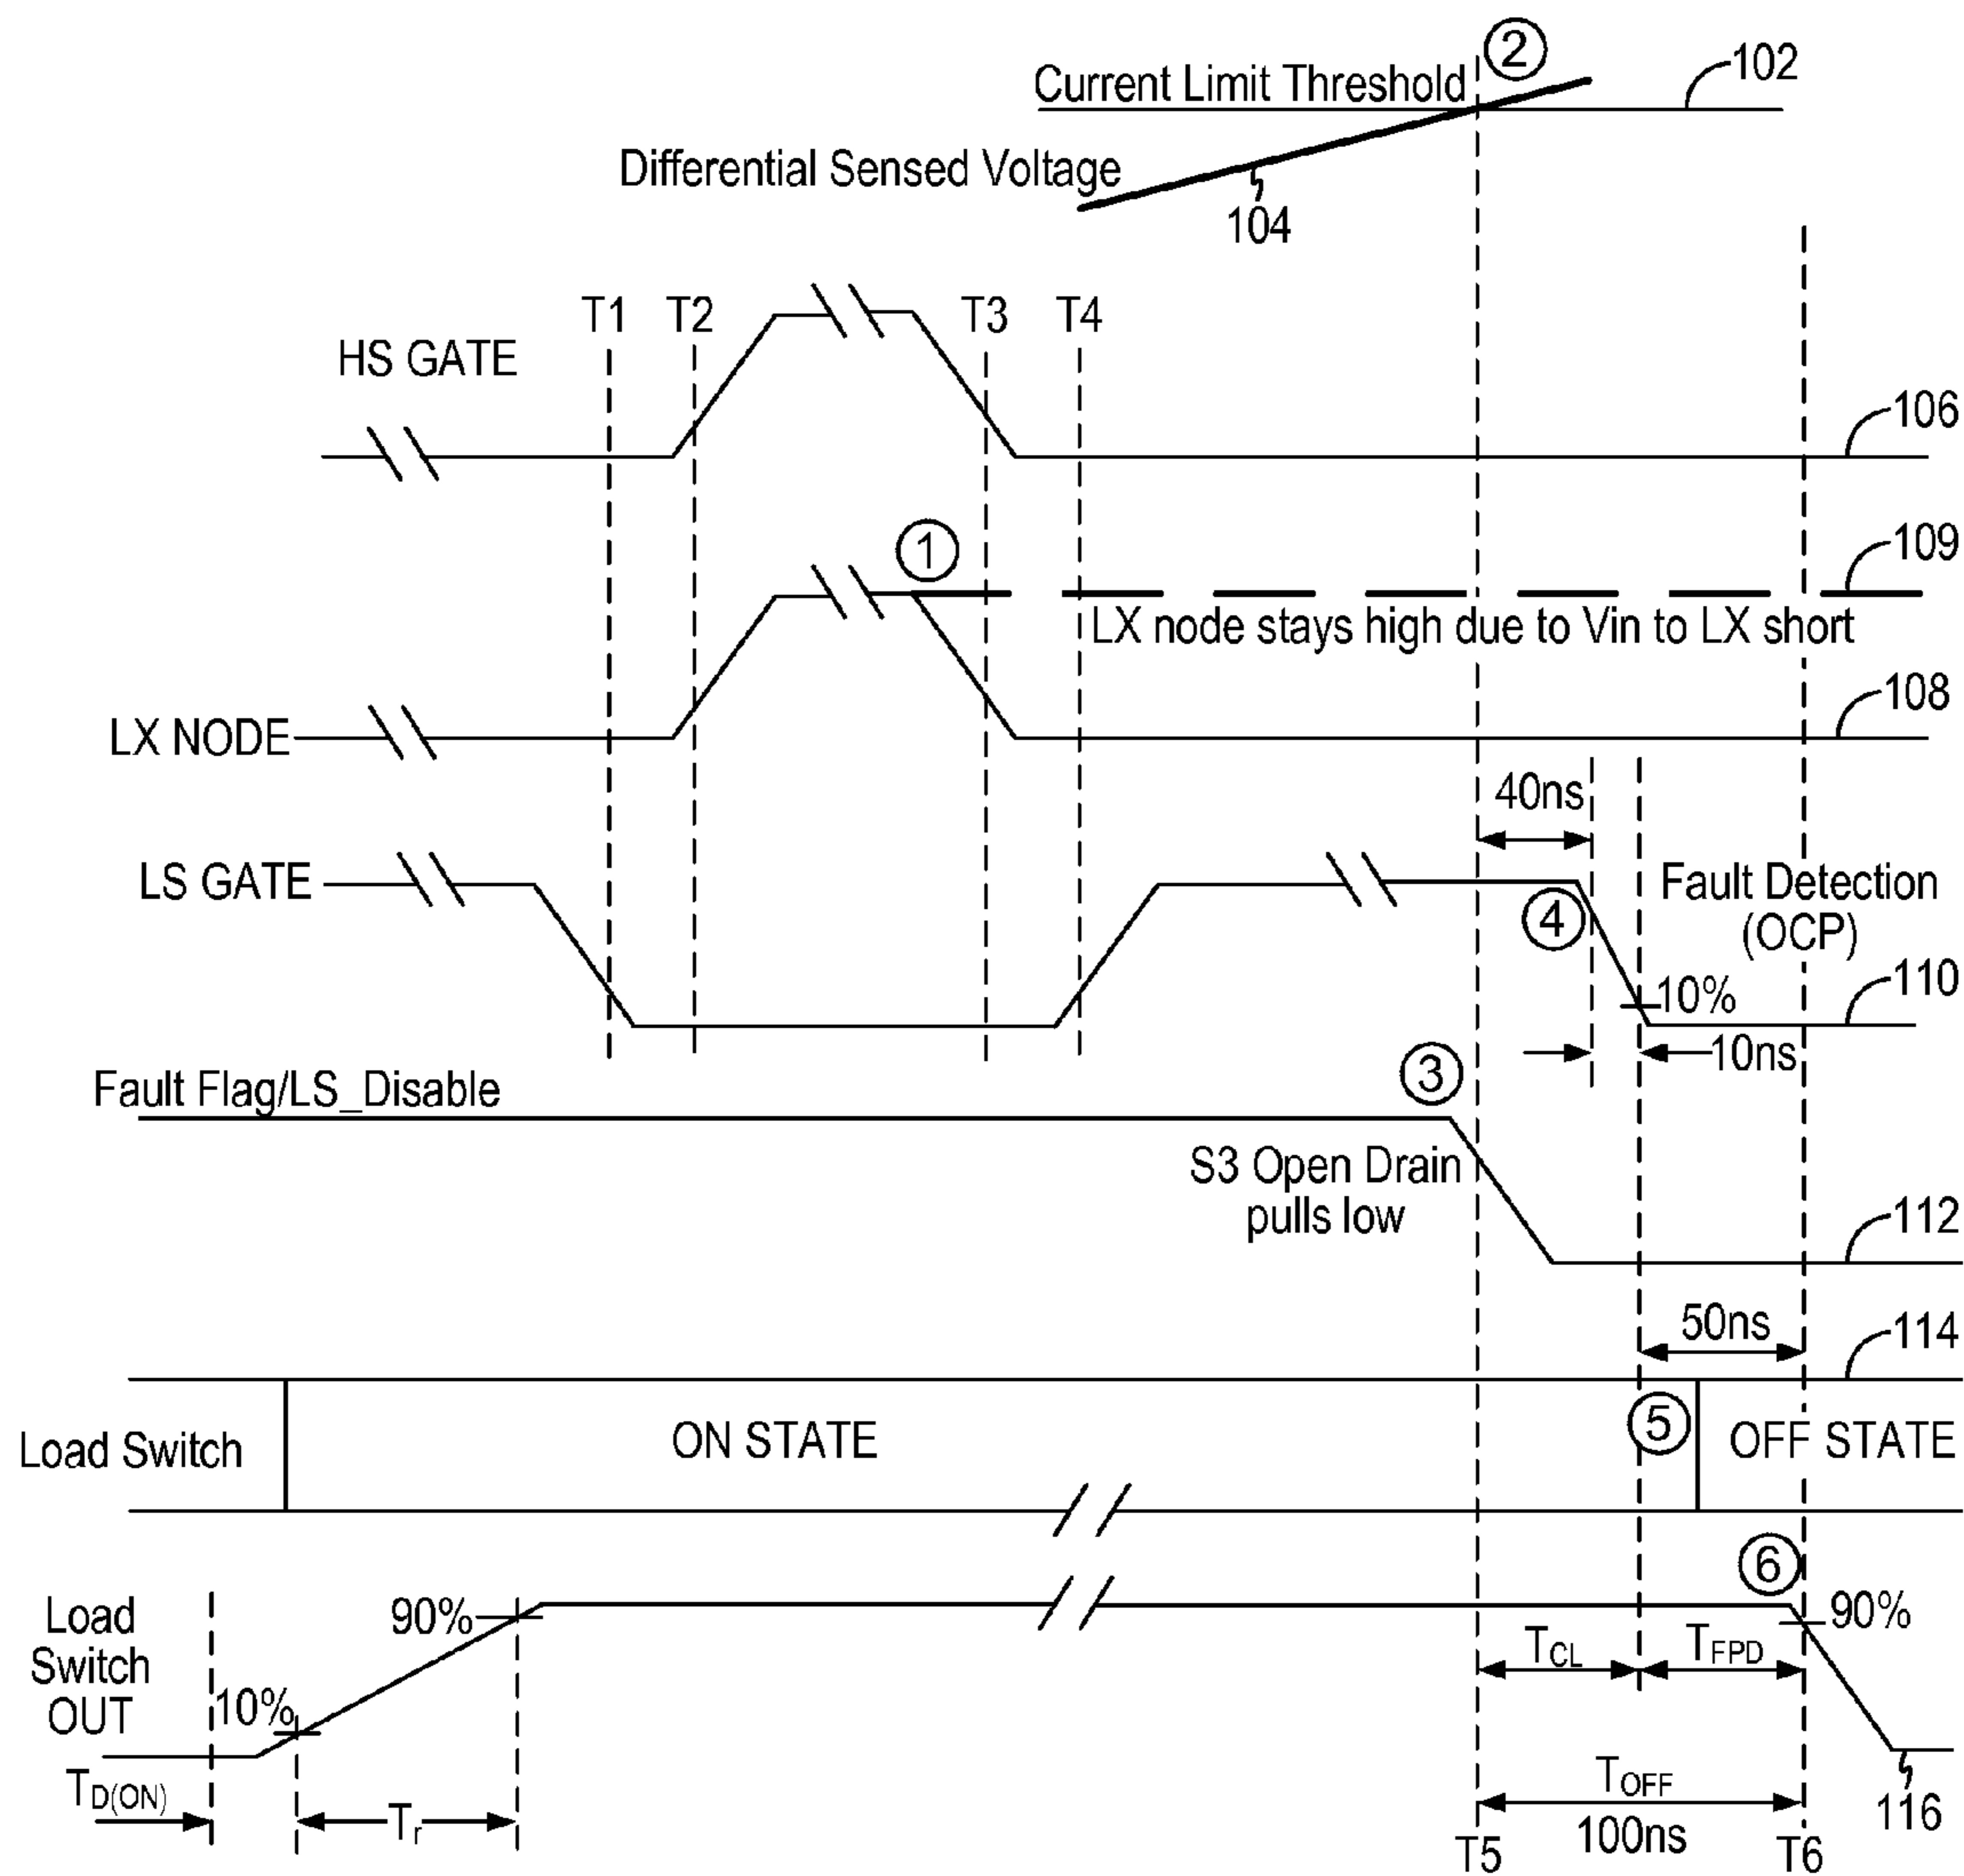 ②
Current Limit Threshold
102
Differential Sensed Voltage
104
T1
T2
T3
T4
HS GATE
106
①
109
LX node stays high due to Vin to LX short
108
LX NODE
40ns
LS GATE
Fault Detection
(OCP)
④
110
10%
10ns
③
Fault Flag/LS_Disable
S3 Open Drain
pulls low
112
50ns
114
⑤
Load Switch
ON STATE
OFF STATE
⑥
Load
Switch
OUT
90%
90%
10%
TCL
TFPD
TD(ON)
Tr
TOFF
100ns
116
T5
T6